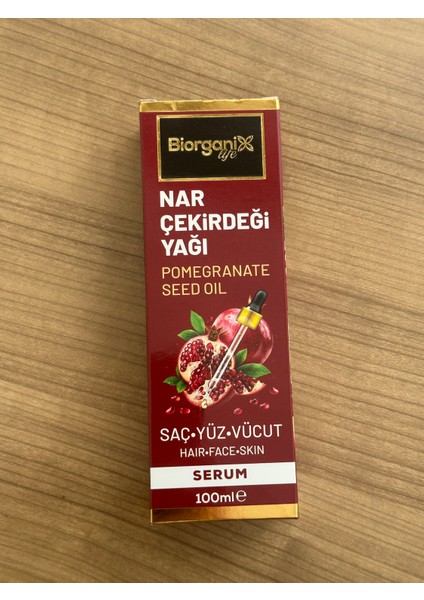 Biorganix
life
NAR
ÇEKİRDEĞİ
YAĞI
POMEGRANATE
SEED OIL
SAÇ•YÜZ•VÜCUT
HAIR•FACE•SKIN
SERUM
100ml℮